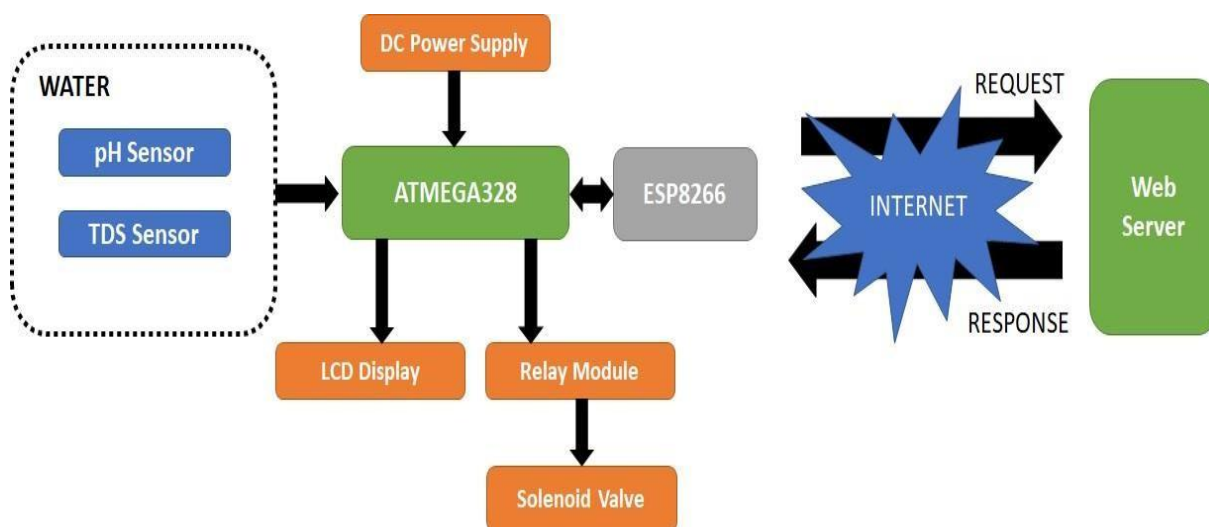 DC Power Supply
WATER
pH Sensor
TDS Sensor
ATMEGA328
ESP8266
LCD Display
Relay Module
Solenoid Valve
REQUEST
INTERNET
RESPONSE
Web
Server